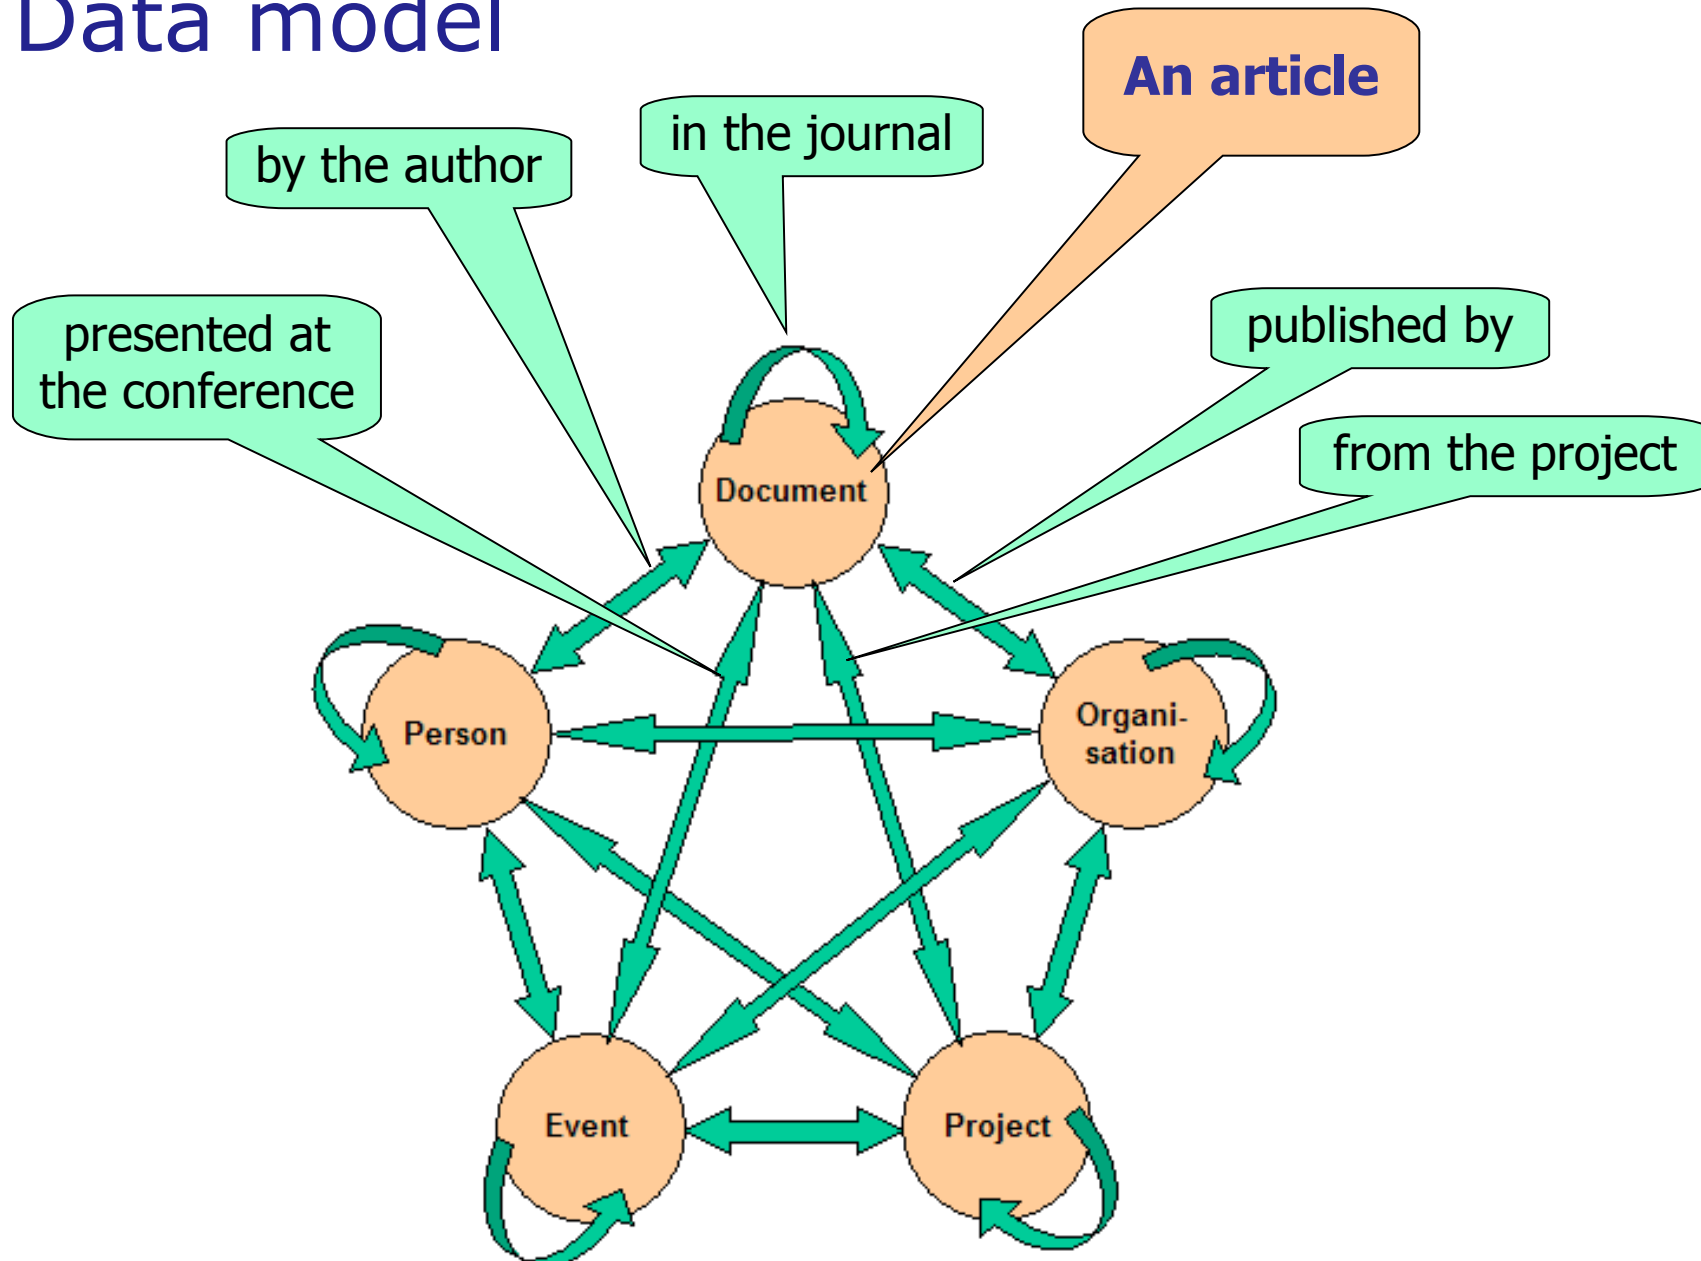 Data model
An article
in the journal
by the author
presented at
the conference
published by
from the project
Document
Person
Organi-
sation
Event
Project